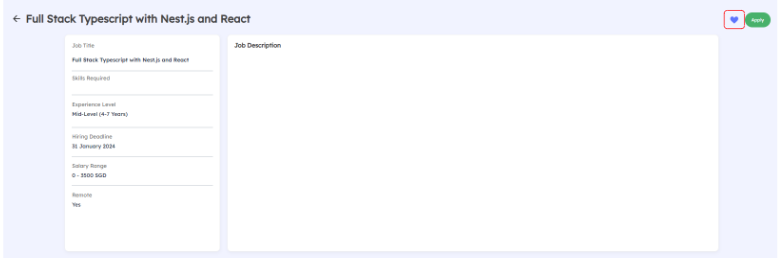 ← Full Stack Typescript with Nest.js and React
Apply
Job Title
Full Stack Typescript with Nest.js and React
Skills Required
Experience Level
Mid-Level (4-7 Years)
Hiring Deadline
31 January 2024
Salary Range
0 - 3500 SGD
Remote
Yes
Job Description